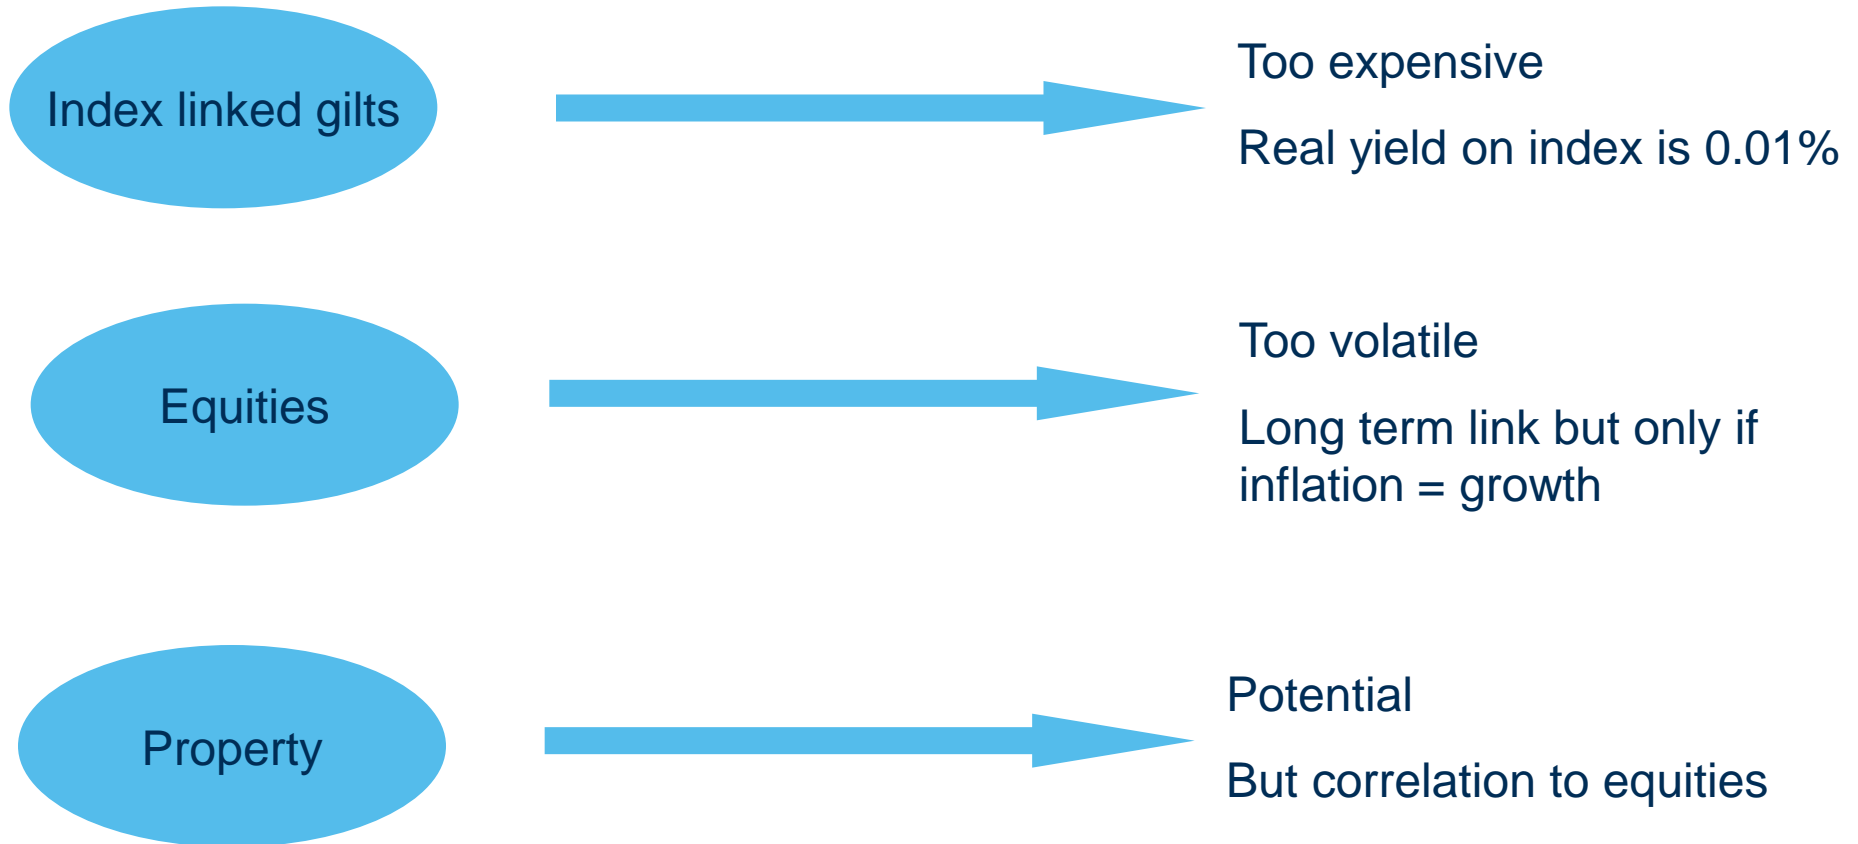 Index linked gilts
Too expensive
Real yield on index is 0.01%
Equities
Too volatile
Long term link but only if
inflation = growth
Property
Potential
But correlation to equities